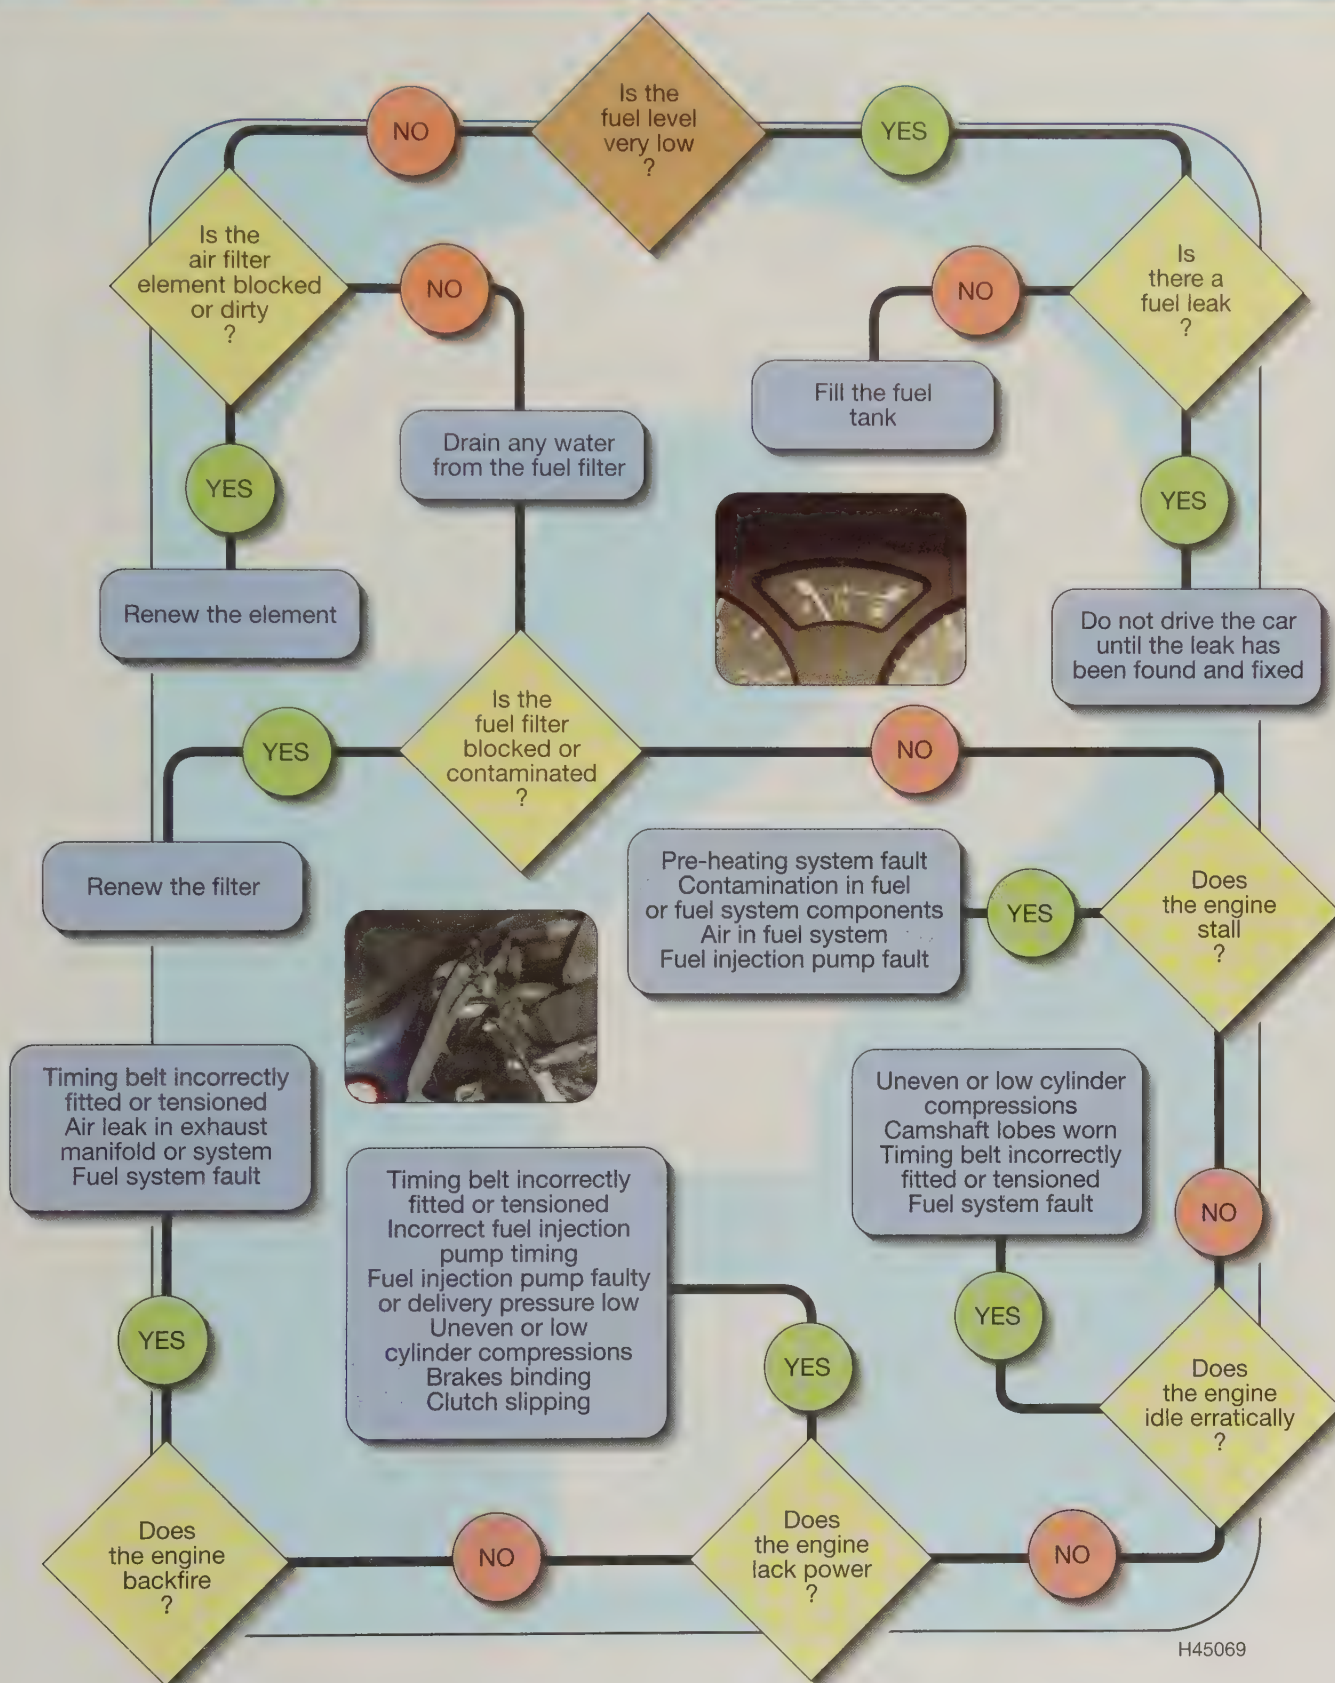 Is the
fuel level
very low
?
NO
YES
Is the
air filter
element blocked
or dirty
?
NO
YES
Renew the element
Drain any water
from the fuel filter
Is
there a
fuel leak
?
NO
Fill the fuel
tank
YES
Do not drive the car
until the leak has
been found and fixed
Is the
fuel filter
blocked or
contaminated
?
YES
Renew the filter
NO
Does
the engine
stall
?
YES
Pre-heating system fault
Contamination in fuel
or fuel system components
Air in fuel system
Fuel injection pump fault
NO
Does
the engine
idle erratically
?
YES
Uneven or low cylinder
compressions
Camshaft lobes worn
Timing belt incorrectly
fitted or tensioned
Fuel system fault
NO
Does
the engine
lack power
?
YES
Timing belt incorrectly
fitted or tensioned
Incorrect fuel injection
pump timing
Fuel injection pump faulty
or delivery pressure low
Uneven or low
cylinder compressions
Brakes binding
Clutch slipping
NO
Does
the engine
backfire
?
YES
Timing belt incorrectly
fitted or tensioned
Air leak in exhaust
manifold or system
Fuel system fault
H45069